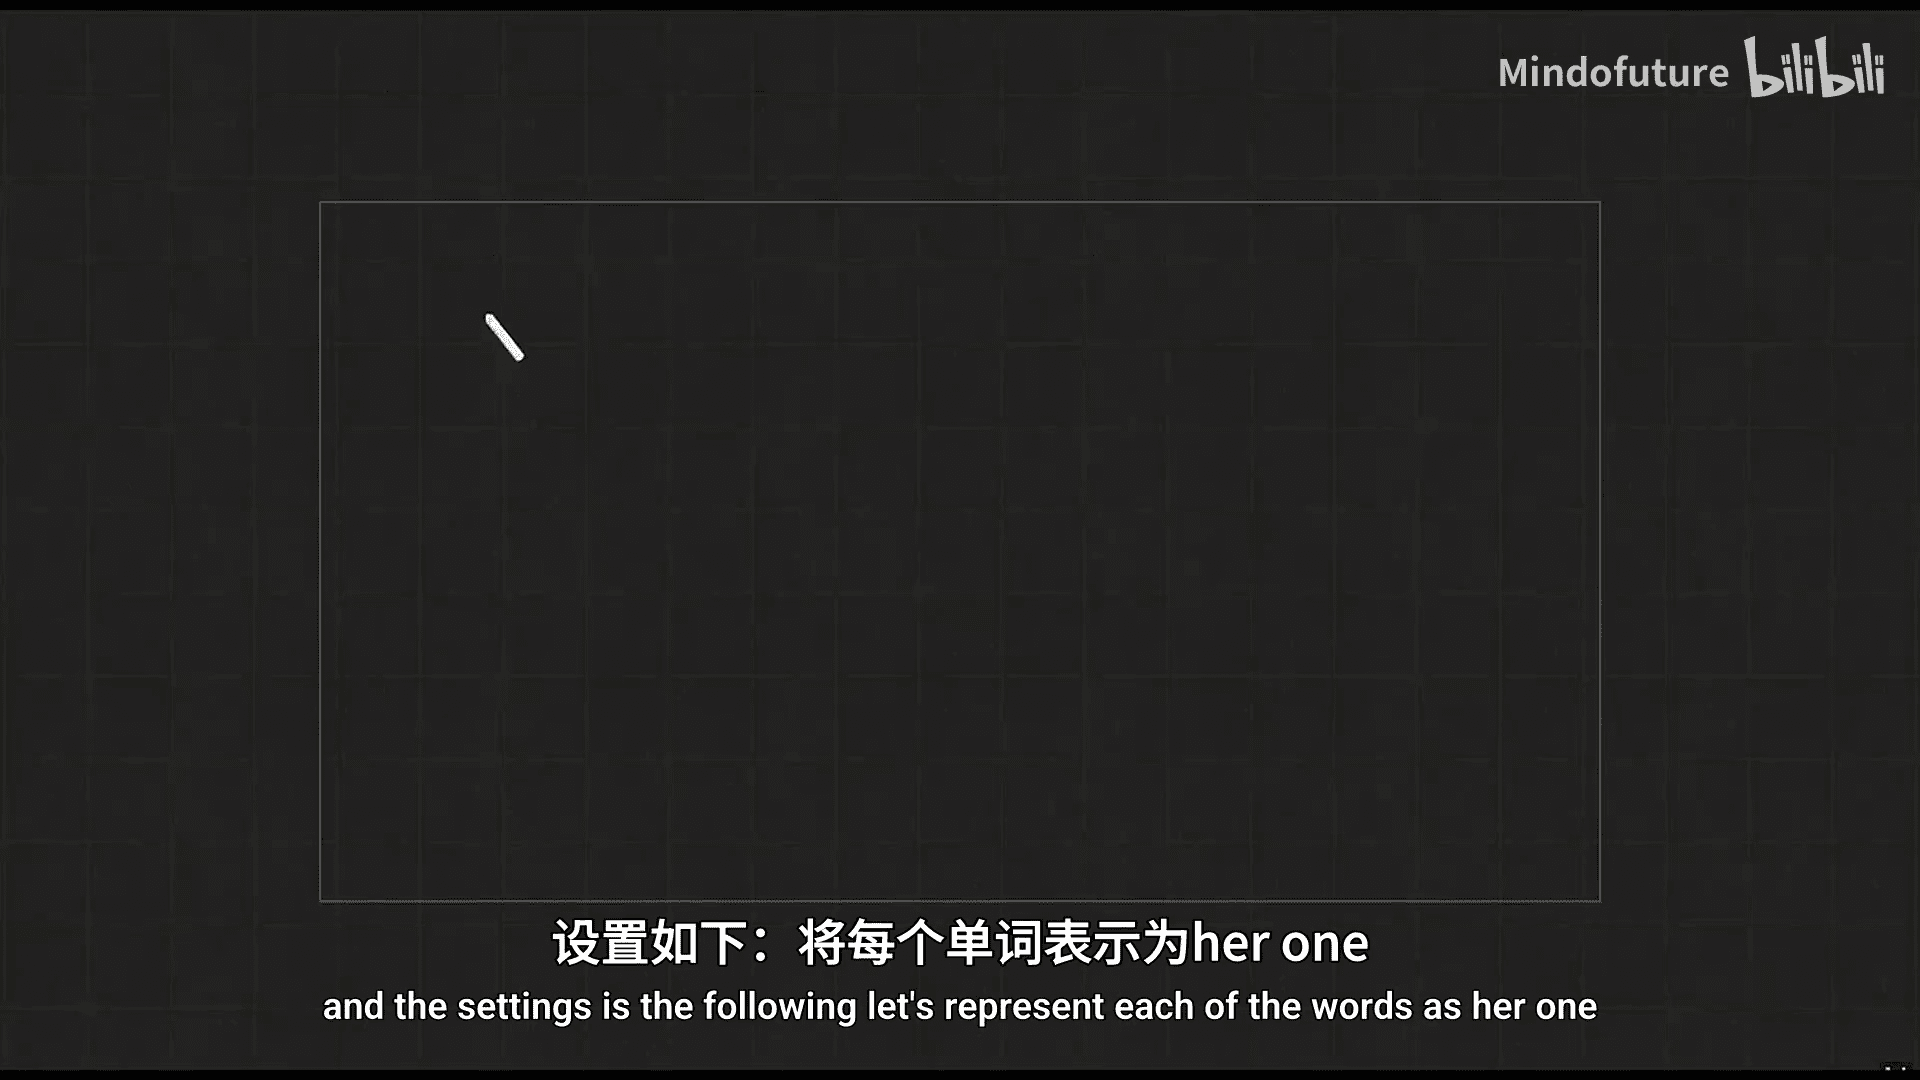 Mindofuture bilibili
设置如下：将每个单词表示为her one
and the settings is the following let's represent each of the words as her one